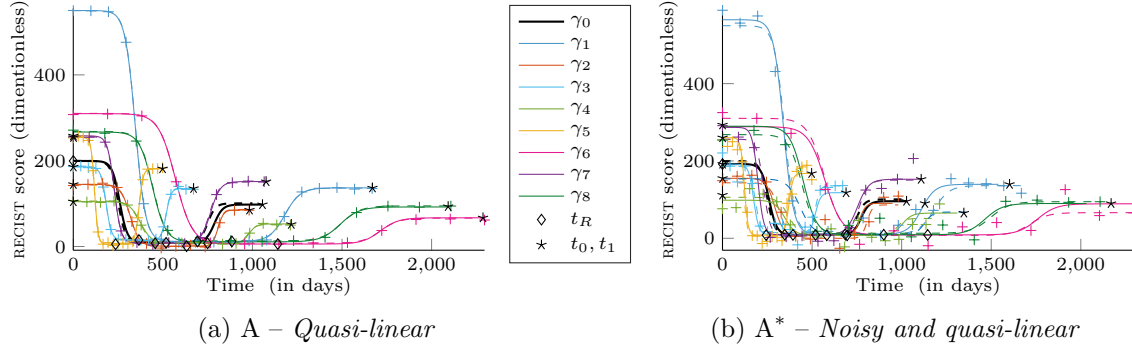 RECIST score (dimentionless)
400
200
0
0
500
1,000
1,500
2,000
Time (in days)
(a) A – Quasi-linear
γ0
γ1
γ2
γ3
γ4
γ5
γ6
γ7
γ8
tR
t0, t1
RECIST score (dimentionless)
400
200
0
0
500
1,000
1,500
2,000
Time (in days)
(b) A* – Noisy and quasi-linear